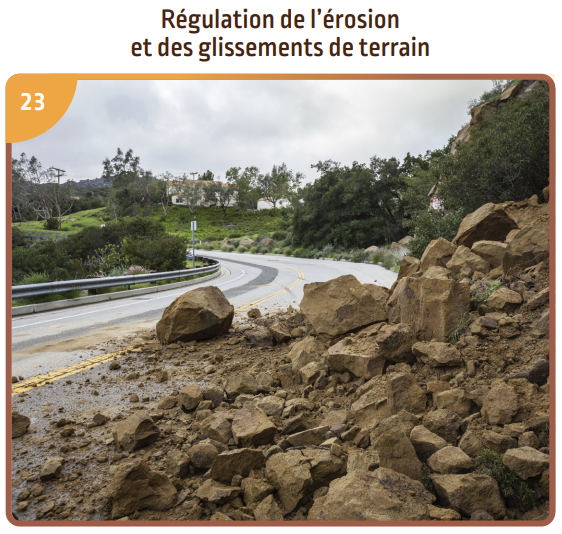 Régulation de l'érosion
et des glissements de terrain
23